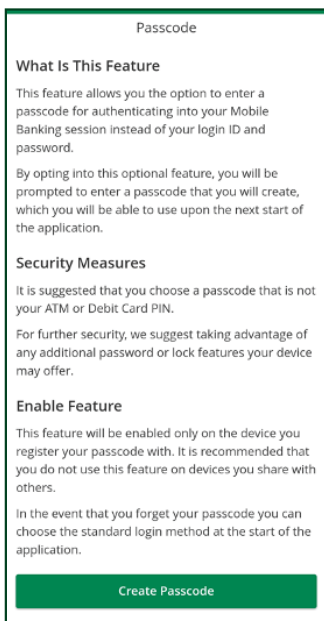 Passcode
What Is This Feature
This feature allows you the option to enter a
passcode for authenticating into your Mobile
Banking session instead of your login ID and
password.
By opting into this optional feature, you will be
prompted to enter a passcode that you will create,
which you will be able to use upon the next start of
the application.
Security Measures
It is suggested that you choose a passcode that is not
your ATM or Debit Card PIN.
For further security, we suggest taking advantage of
any additional password or lock features your device
may offer.
Enable Feature
This feature will be enabled only on the device you
register your passcode with. It is recommended that
you do not use this feature on devices you share with
others.
In the event that you forget your passcode you can
choose the standard login method at the start of the
application.
Create Passcode